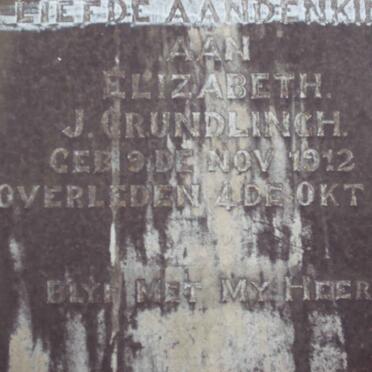 LIEFDE AANDENKI
AAN
ELIZABETH.
J. GRUNDLINGH.
GEB 9 DE NOV 1912
OVERLEDEN 4 DE OKT
BLYF MET MY HEER